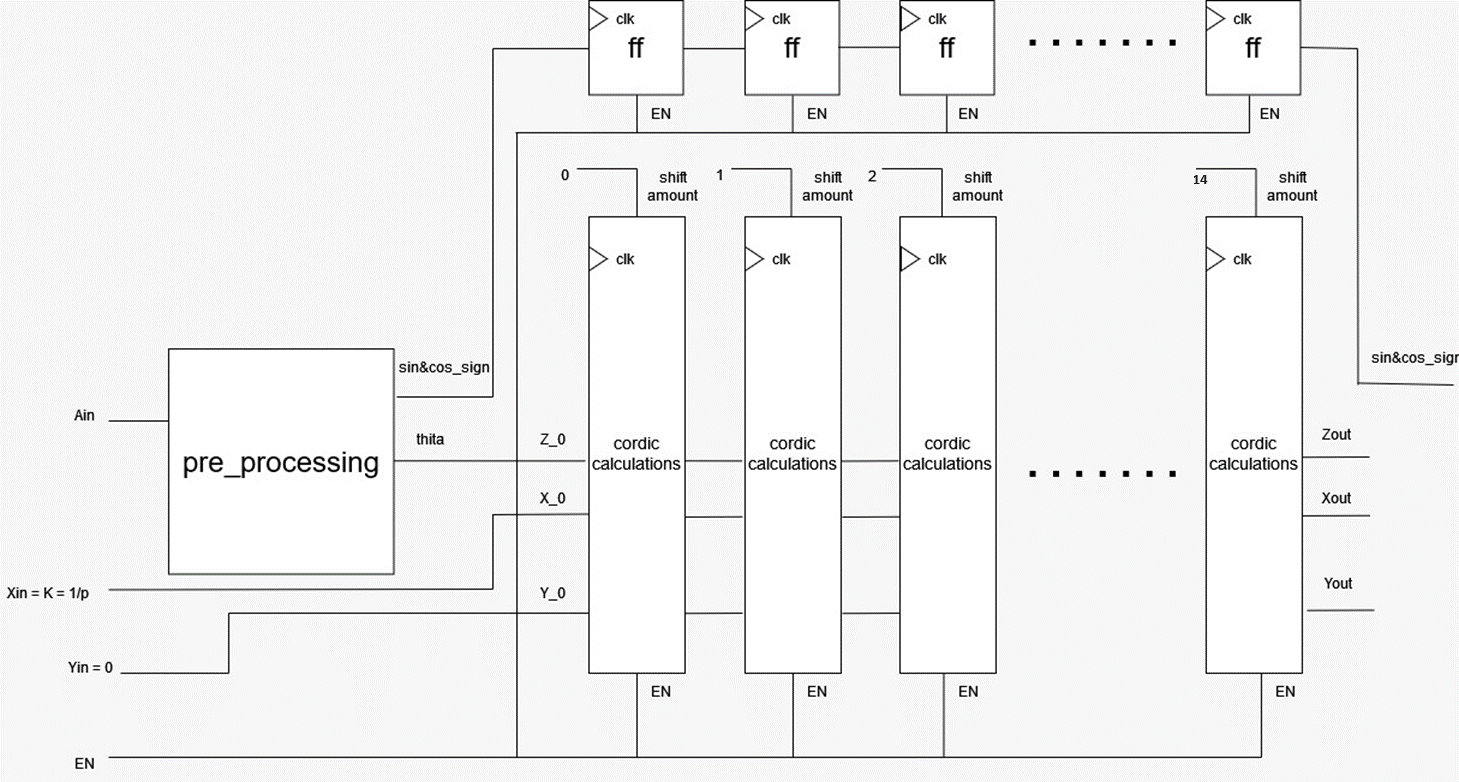 clk
ff
clk
ff
clk
ff
clk
ff
EN
EN
EN
EN
0
shift
amount
1
shift
amount
2
shift
amount
14
shift
amount
clk
clk
clk
clk
sin&cos_sign
sin&cos_sign
Ain
thita
Z_0
pre_processing
cordic
calculations
cordic
calculations
cordic
calculations
cordic
calculations
Zout
X_0
Xout
Xin = K = 1/p
Y_0
Yout
Yin = 0
EN
EN
EN
EN
EN